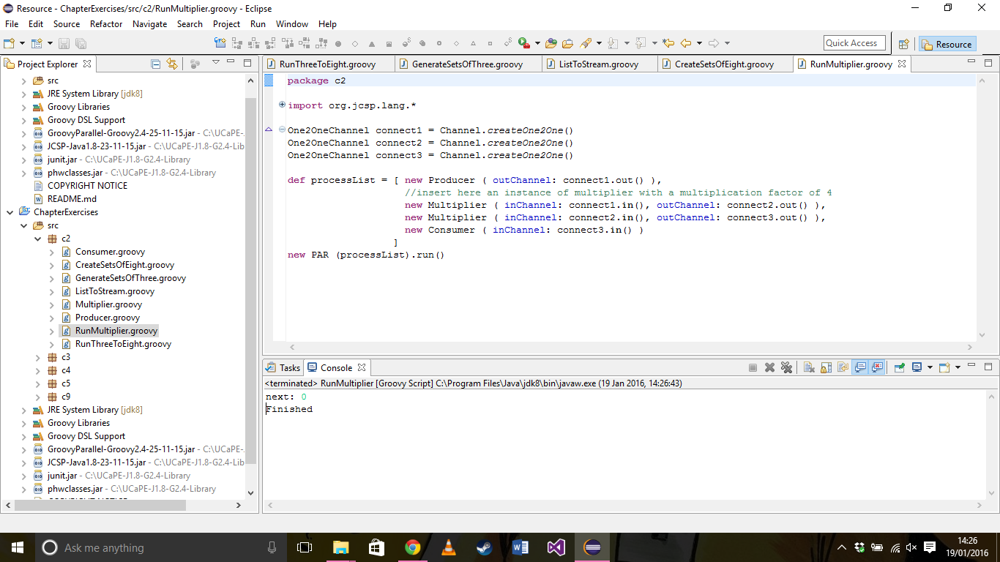 Resource - ChapterExercises/src/c2/RunMultiplier.groovy - Eclipse
File Edit Source Refactor Navigate Search Project Run Window Help
Quick Access
Resource
Project Explorer
src
JRE System Library [jdk8]
Groovy Libraries
Groovy DSL Support
GroovyParallel-Groovy2.4-25-11-15.jar - C:\UCaPE-
JCSP-Java1.8-23-11-15.jar - C:\UCaPE-J1.8-G2.4-Lib
junit.jar - C:\UCaPE-J1.8-G2.4-Library
phwclasses.jar - C:\UCaPE-J1.8-G2.4-Library
COPYRIGHT NOTICE
README.md
ChapterExercises
src
c2
Consumer.groovy
CreateSetsOfEight.groovy
GenerateSetsOfThree.groovy
ListToStream.groovy
Multiplier.groovy
Producer.groovy
RunMultiplier.groovy
RunThreeToEight.groovy
c3
c4
c5
c9
JRE System Library [jdk8]
Groovy Libraries
Groovy DSL Support
GroovyParallel-Groovy2.4-25-11-15.jar - C:\UCaPE-
JCSP-Java1.8-23-11-15.jar - C:\UCaPE-J1.8-G2.4-Lib
junit.jar - C:\UCaPE-J1.8-G2.4-Library
phwclasses.jar - C:\UCaPE-J1.8-G2.4-Library
RunThreeToEight.groovy GenerateSetsOfThree.groovy ListToStream.groovy CreateSetsOfEight.groovy RunMultiplier.groovy
package c2
import org.jcsp.lang.*
One2OneChannel connect1 = Channel.createOne2One()
One2OneChannel connect2 = Channel.createOne2One()
One2OneChannel connect3 = Channel.createOne2One()
def processList = [ new Producer ( outChannel: connect1.out() ),
//insert here an instance of multiplier with a multiplication factor of 4
new Multiplier ( inChannel: connect1.in(), outChannel: connect2.out() ),
new Multiplier ( inChannel: connect2.in(), outChannel: connect3.out() ),
new Consumer ( inChannel: connect3.in() )
]
new PAR (processList).run()
Tasks Console
<terminated> RunMultiplier [Groovy Script] C:\Program Files\Java\jdk8\bin\javaw.exe (19 Jan 2016, 14:26:43)
next: 0
Finished
Ask me anything
14:26
19/01/2016